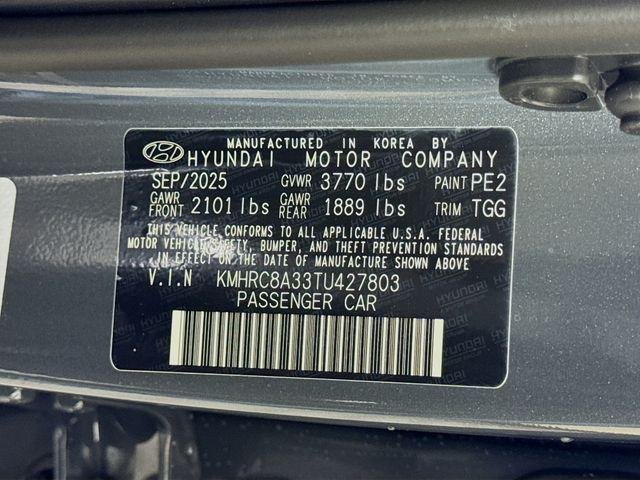 MANUFACTURED IN KOREA BY
HYUNDAI MOTOR COMPANY
SEP/2025 GVWR 3770 lbs PAINT PE2
GAWR FRONT 2101 lbs GAWR REAR 1889 lbs TRIM TGG
THIS VEHICLE CONFORMS TO ALL APPLICABLE U.S.A. FEDERAL
MOTOR VEHICLE SAFETY, BUMPER, AND THEFT PREVENTION STANDARDS
IN EFFECT ON THE DATE OF MANUFACTURE SHOWN ABOVE
V.I.N KMHRC8A33TU427803
PASSENGER CAR